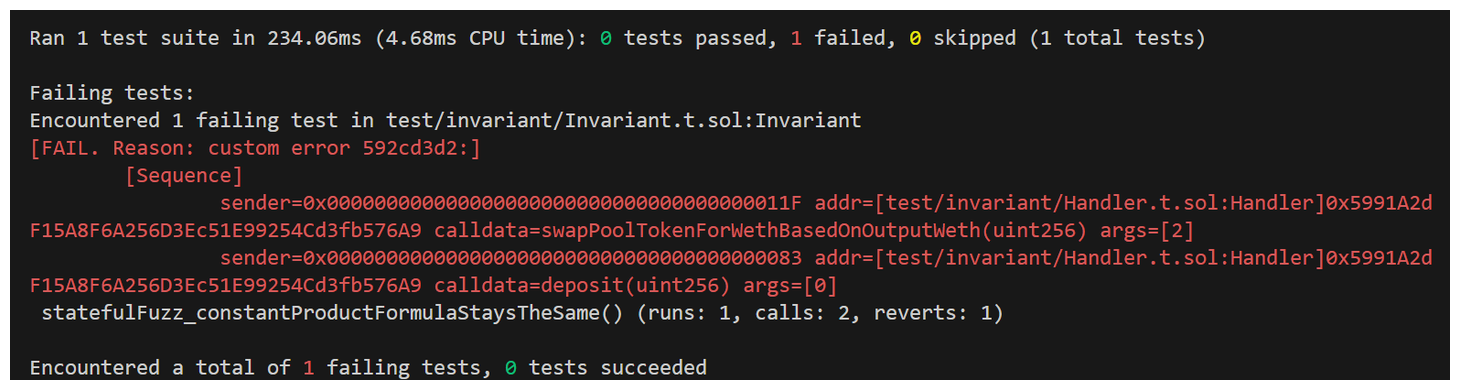 Ran 1 test suite in 234.06ms (4.68ms CPU time): 0 tests passed, 1 failed, 0 skipped (1 total tests)
Failing tests:
Encountered 1 failing test in test/invariant/Invariant.t.sol:Invariant
[FAIL. Reason: custom error 592cd3d2:]
[Sequence]
sender=0x000000000000000000000000000000000000011F addr=[test/invariant/Handler.t.sol:Handler]0x5991A2d
F15A8F6A256D3Ec51E99254Cd3fb576A9 calldata=swapPoolTokenForWethBasedOnOutputWeth(uint256) args=[2]
sender=0x0000000000000000000000000000000000000083 addr=[test/invariant/Handler.t.sol:Handler]0x5991A2d
F15A8F6A256D3Ec51E99254Cd3fb576A9 calldata=deposit(uint256) args=[0]
statefulFuzz_constantProductFormulaStaysTheSame() (runs: 1, calls: 2, reverts: 1)
Encountered a total of 1 failing tests, 0 tests succeeded